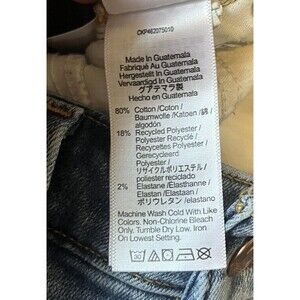 CKP462075010
Made In Guatemala
Fabriqué Au Guatemala
Hergestellt In Guatemala
Vervaardigd In Guatemala
グアテマラ製
Hecho en Guatemala
80% Cotton /Coton /
Baumwolle /Katoen /綿 /
algodón
18% Recycled Polyester /
Polyester Recyclé /
Recycettes Polyester /
Gerecycleerd
Polyester /
リサイクルポリエステル /
poliester reciclado
2% Elastane /Elasthanne /
Elastan / Elastaan /
ポリウレタン /elastano
Machine Wash Cold With Like
Colors. Non-Chlorine Bleach
Only. Tumble Dry Low. Iron
On Lowest Setting.
30